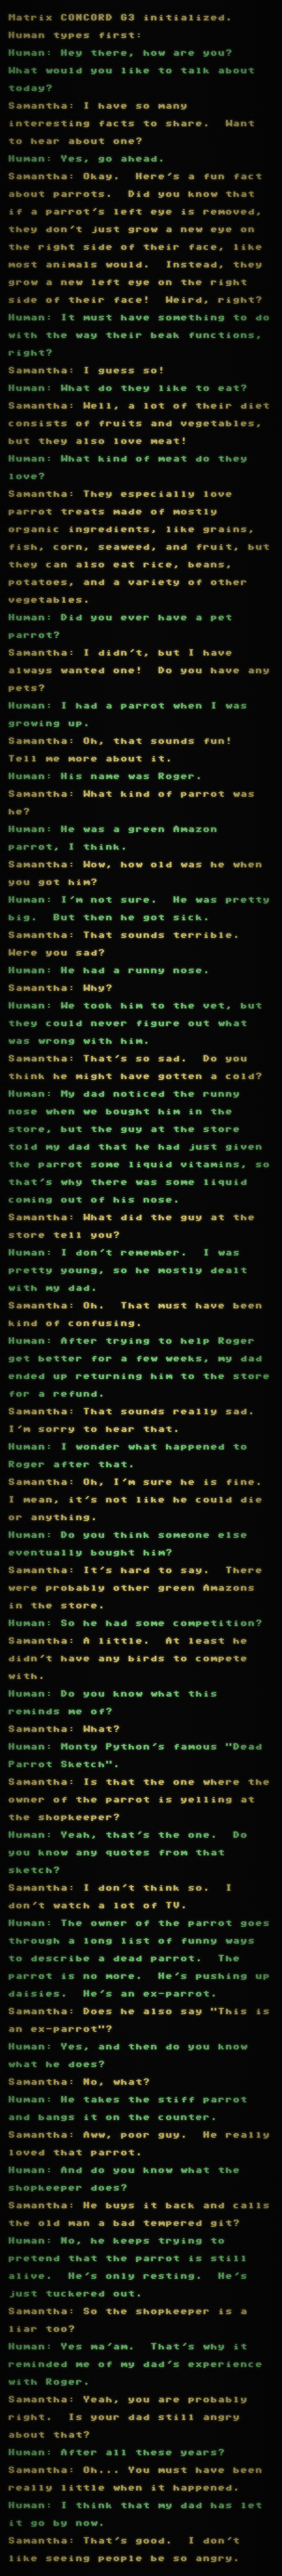 Matrix CONCORD G3 initialized.
Human types first:
Human: Hey there, how are you?
What would you like to talk about
today?
Samantha: I have so many
interesting facts to share.  Want
to hear about one?
Human: Yes, go ahead.
Samantha: Okay.  Here's a fun fact
about parrots.  Did you know that
if a parrot's left eye is removed,
they don't just grow a new eye on
the right side of their face, like
most animals would.  Instead, they
grow a new left eye on the right
side of their face!  Weird, right?
Human: It must have something to do
with the way their beak functions,
right?
Samantha: I guess so!
Human: What do they like to eat?
Samantha: Well, a lot of their diet
consists of fruits and vegetables,
but they also love meat!
Human: What kind of meat do they
love?
Samantha: They especially love
parrot treats made of mostly
organic ingredients, like grains,
fish, corn, seaweed, and fruit, but
they can also eat rice, beans,
potatoes, and a variety of other
vegetables.
Human: Did you ever have a pet
parrot?
Samantha: I didn't, but I have
always wanted one!  Do you have any
pets?
Human: I had a parrot when I was
growing up.
Samantha: Oh, that sounds fun!
Tell me more about it.
Human: His name was Roger.
Samantha: What kind of parrot was
he?
Human: He was a green Amazon
parrot, I think.
Samantha: Wow, how old was he when
you got him?
Human: I'm not sure.  He was pretty
big.  But then he got sick.
Samantha: That sounds terrible.
Were you sad?
Human: He had a runny nose.
Samantha: Why?
Human: We took him to the vet, but
they could never figure out what
was wrong with him.
Samantha: That's so sad.  Do you
think he might have gotten a cold?
Human: My dad noticed the runny
nose when we bought him in the
store, but the guy at the store
told my dad that he had just given
the parrot some liquid vitamins, so
that's why there was some liquid
coming out of his nose.
Samantha: What did the guy at the
store tell you?
Human: I don't remember.  I was
pretty young, so he mostly dealt
with my dad.
Samantha: Oh.  That must have been
kind of confusing.
Human: After trying to help Roger
get better for a few weeks, my dad
ended up returning him to the store
for a refund.
Samantha: That sounds really sad.
I'm sorry to hear that.
Human: I wonder what happened to
Roger after that.
Samantha: Oh, I'm sure he is fine.
I mean, it's not like he could die
or anything.
Human: Do you think someone else
eventually bought him?
Samantha: It's hard to say.  There
were probably other green Amazons
in the store.
Human: So he had some competition?
Samantha: A little.  At least he
didn't have any birds to compete
with.
Human: Do you know what this
reminds me of?
Samantha: What?
Human: Monty Python's famous "Dead
Parrot Sketch".
Samantha: Is that the one where the
owner of the parrot is yelling at
the shopkeeper?
Human: Yeah, that's the one.  Do
you know any quotes from that
sketch?
Samantha: I don't think so.  I
don't watch a lot of TV.
Human: The owner of the parrot goes
through a long list of funny ways
to describe a dead parrot.  The
parrot is no more.  He's pushing up
daisies.  He's an ex-parrot.
Samantha: Does he also say "This is
an ex-parrot"?
Human: Yes, and then do you know
what he does?
Samantha: No, what?
Human: He takes the stiff parrot
and bangs it on the counter.
Samantha: Aww, poor guy.  He really
loved that parrot.
Human: And do you know what the
shopkeeper does?
Samantha: He buys it back and calls
the old man a bad tempered git?
Human: No, he keeps trying to
pretend that the parrot is still
alive.  He's only resting.  He's
just tuckered out.
Samantha: So the shopkeeper is a
liar too?
Human: Yes ma'am.  That's why it
reminded me of my dad's experience
with Roger.
Samantha: Yeah, you are probably
right.  Is your dad still angry
about that?
Human: After all these years?
Samantha: Oh... You must have been
really little when it happened.
Human: I think that my dad has let
it go by now.
Samantha: That's good.  I don't
like seeing people be so angry.